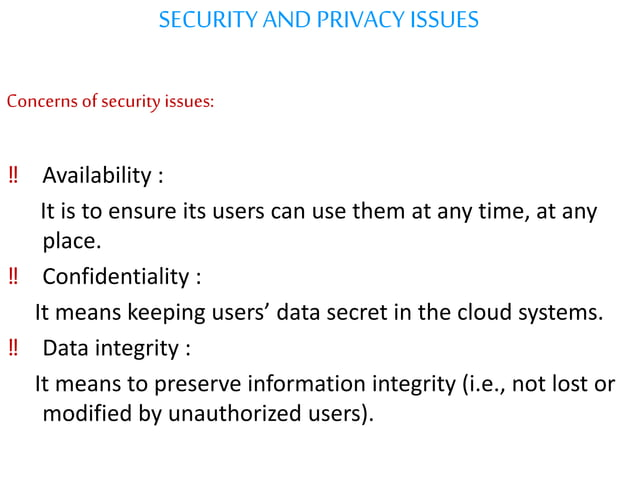 SECURITY AND PRIVACY ISSUES
Concerns of security issues:
‼ Availability :
It is to ensure its users can use them at any time, at any
place.
‼ Confidentiality :
It means keeping users’ data secret in the cloud systems.
‼ Data integrity :
It means to preserve information integrity (i.e., not lost or
modified by unauthorized users).